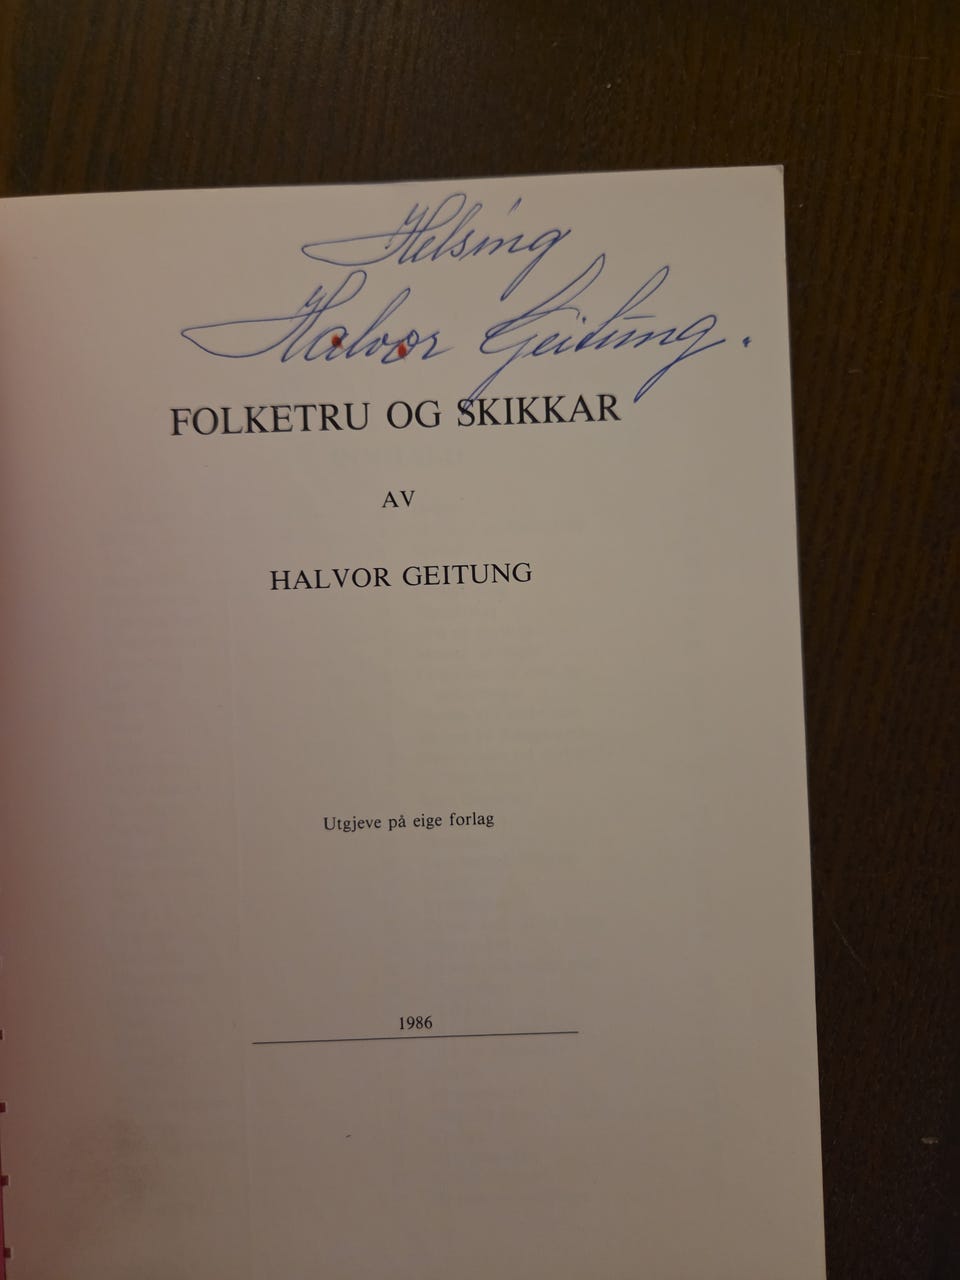 Helsing
Halvor Geitung.
FOLKETRU OG SKIKKAR
AV
HALVOR GEITUNG
Utgjeve på eige forlag
1986